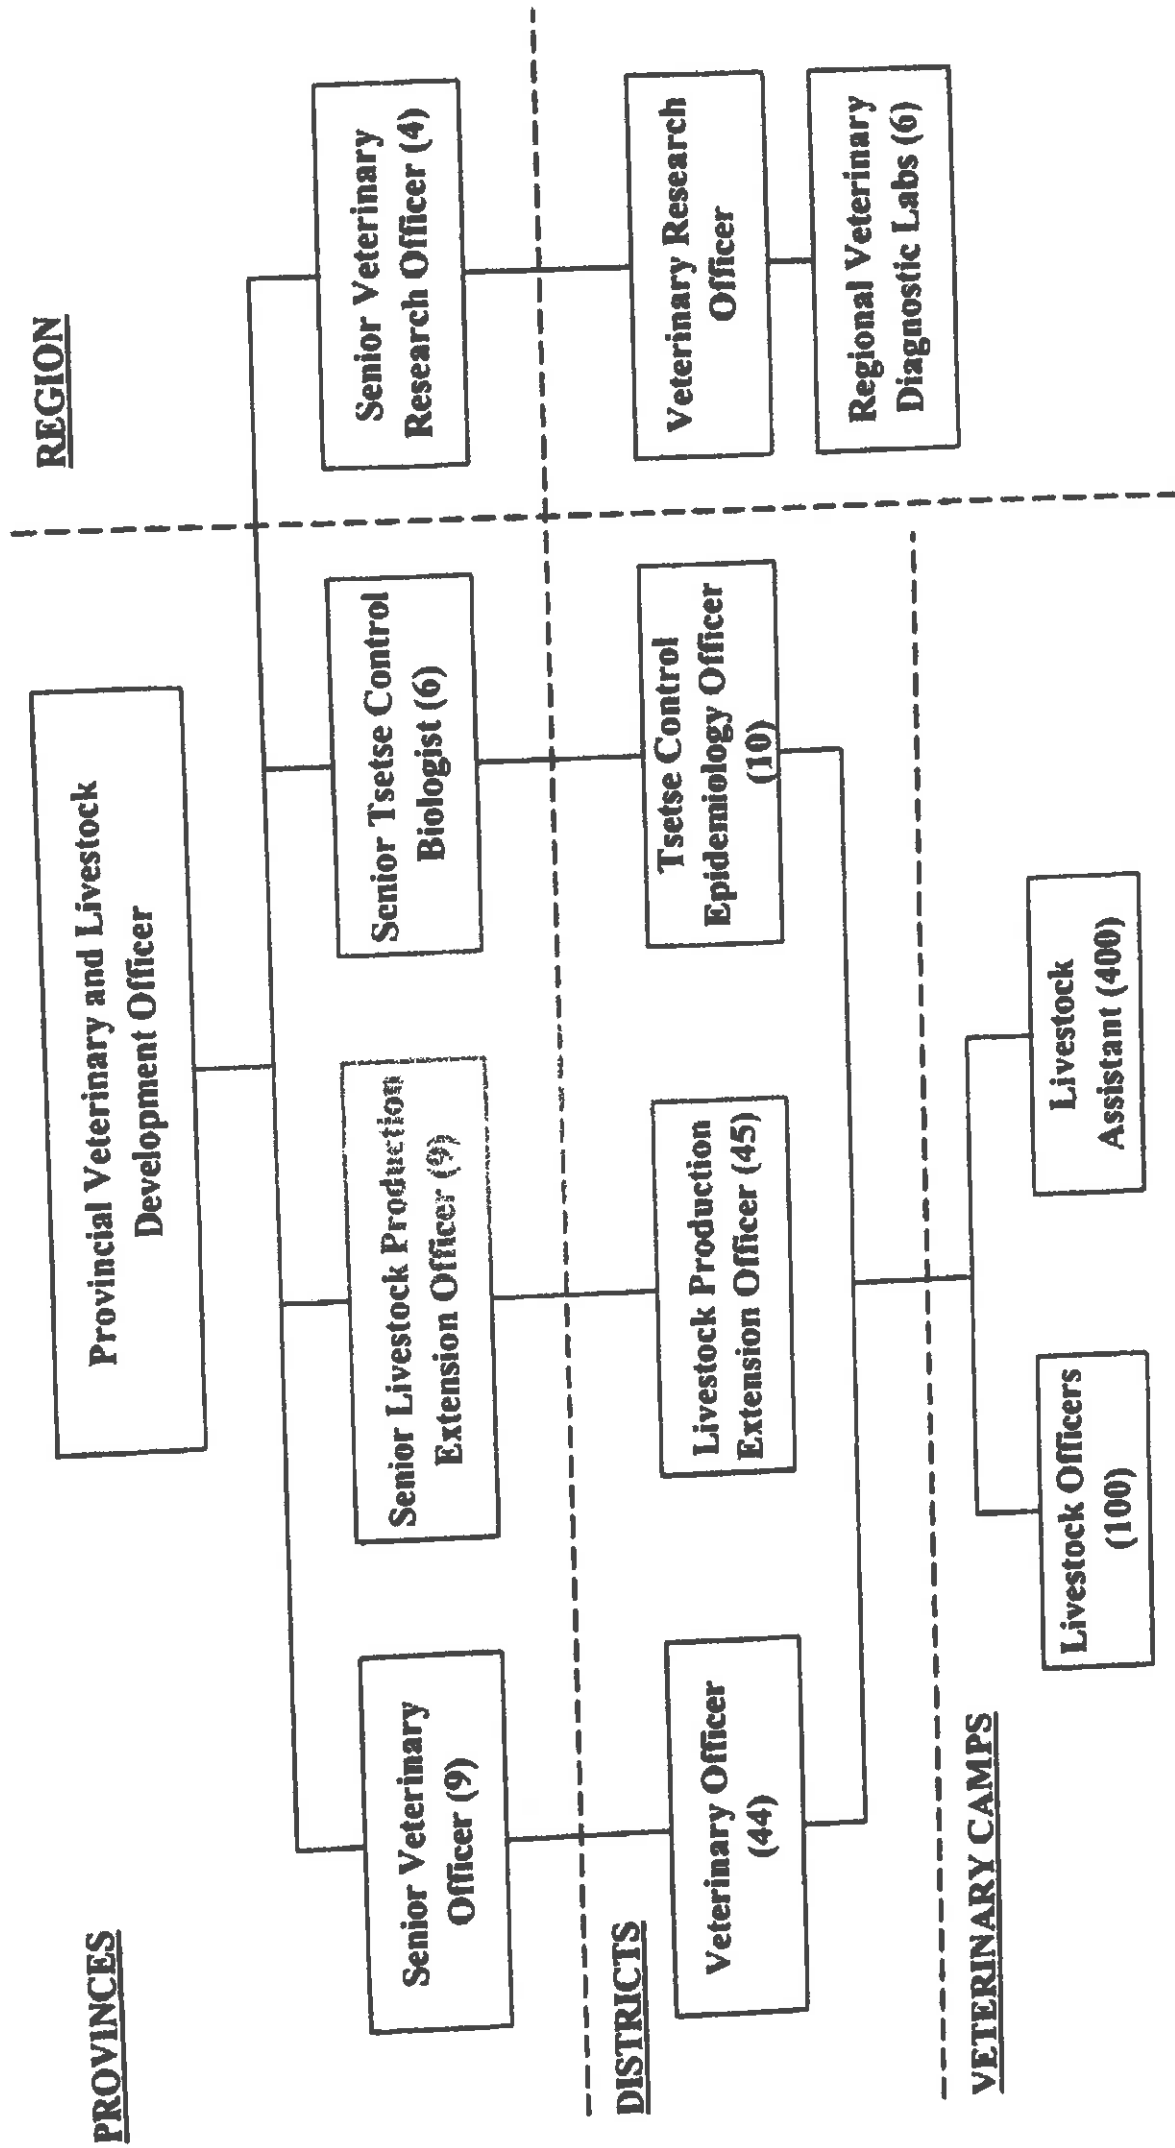 PROVINCES
REGION
Provincial Veterinary and Livestock
Development Officer
Senior Veterinary
Officer (9)
Senior Livestock Production
Extension Officer (9)
Senior Tsetse Control
Biologist (6)
Senior Veterinary
Research Officer (4)
DISTRICTS
Veterinary Officer
(44)
Livestock Production
Extension Officer (45)
Tsetse Control
Epidemiology Officer
(10)
Veterinary Research
Officer
Regional Veterinary
Diagnostic Labs (6)
VETERINARY CAMPS
Livestock Officers
(100)
Livestock
Assistant (400)